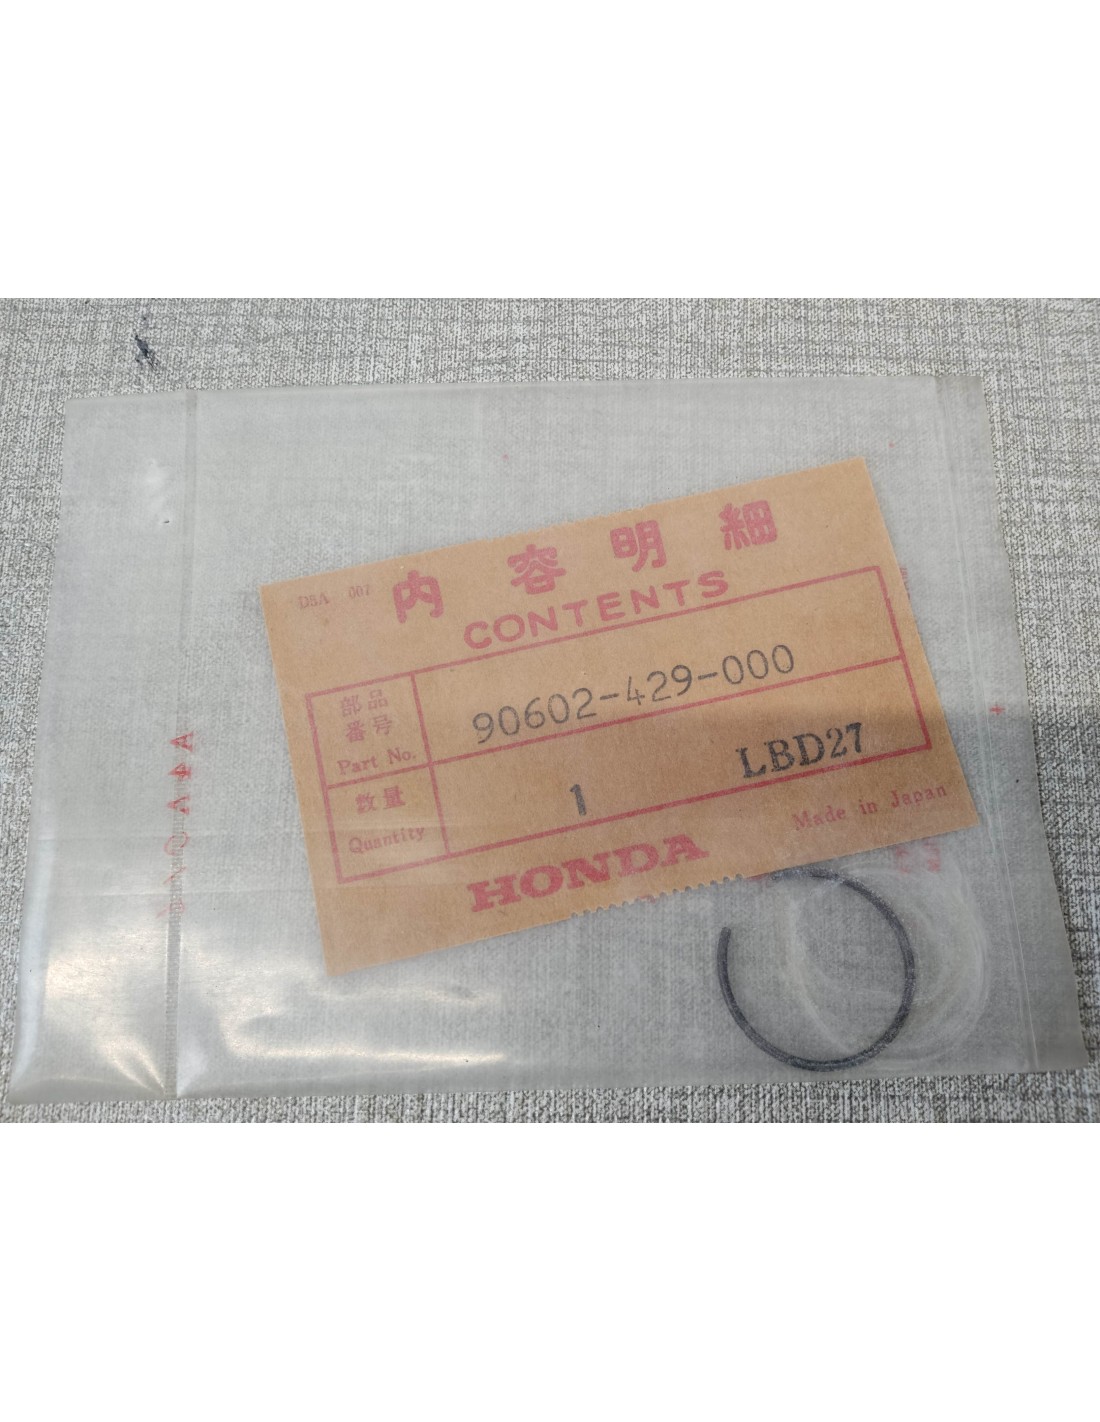 DSA 007
内容明細
CONTENTS
部品
番号
Part No.
90602-429-000
数量
Quantity
1
LBD27
HONDA
Made in Japan